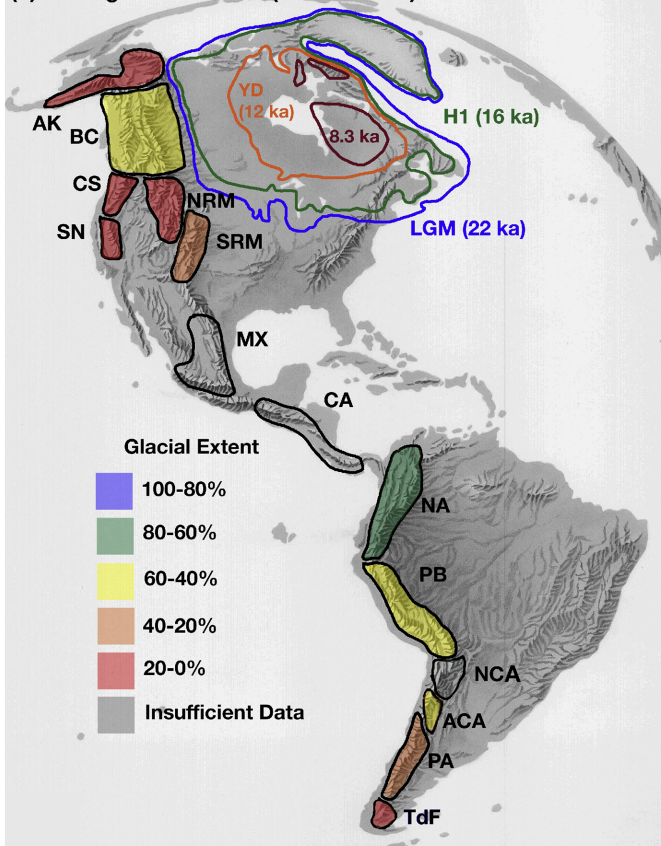 AK
BC
CS
NRM
SN
SRM
YD
(12 ka)
8.3 ka
H1 (16 ka)
LGM (22 ka)
MX
CA
Glacial Extent
100-80%
80-60%
60-40%
40-20%
20-0%
Insufficient Data
NA
PB
NCA
ACA
PA
TdF